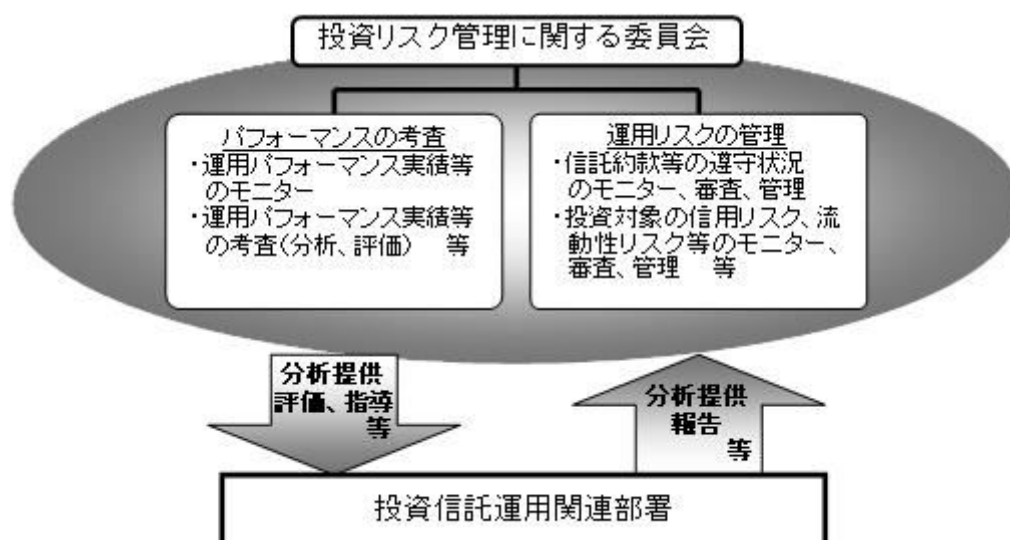 投資リスク管理に関する委員会
パフォーマンスの考査
・運用パフォーマンス実績等
のモニター
・運用パフォーマンス実績等
の考査(分析、評価) 等
運用リスクの管理
・信託約款等の遵守状況
のモニター、審査、管理
・投資対象の信用リスク、流
動性リスク等のモニター、
審査、管理 等
分析提供
評価、指導
等
分析提供
報告
等
投資信託運用関連部署